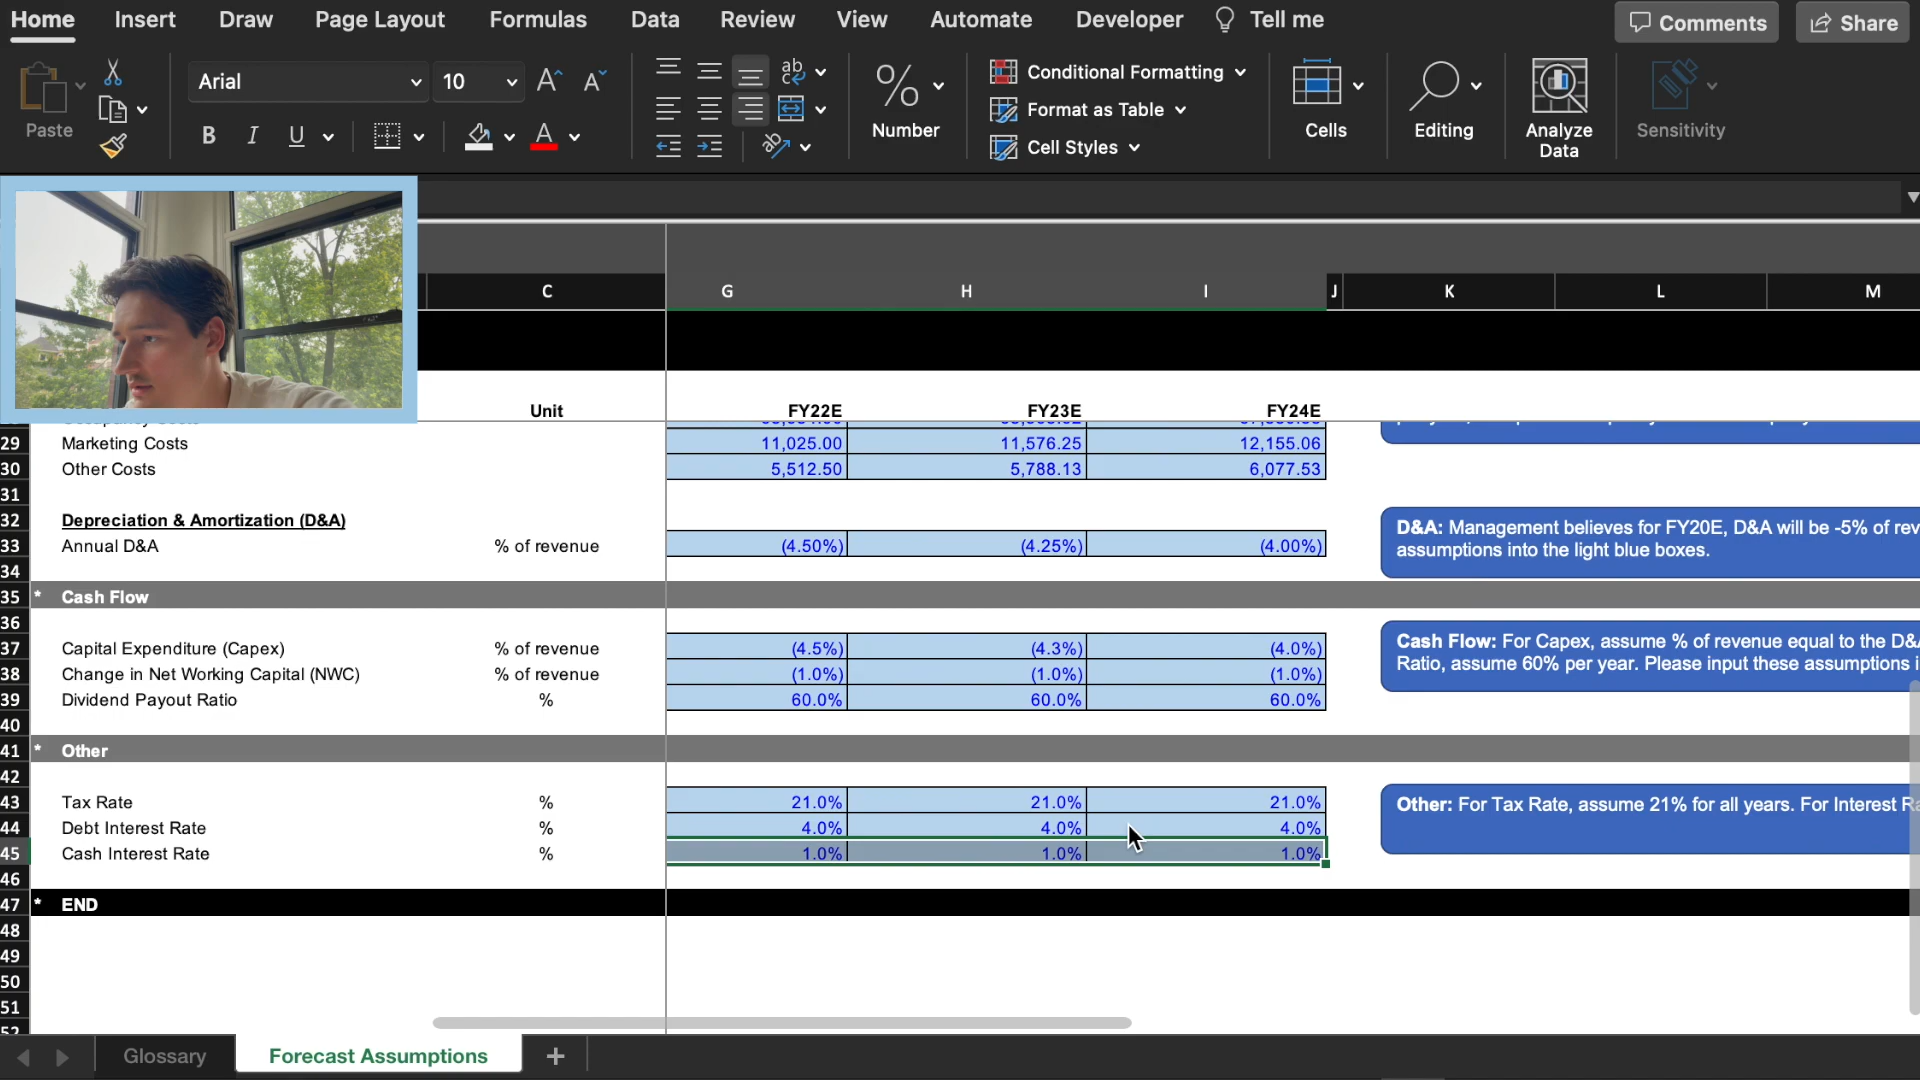 Home Insert Draw Page Layout Formulas Data Review View Automate Developer Tell me Comments Share
Paste
Arial 10
B I U A
Number
Conditional Formatting
Format as Table
Cell Styles
Cells
Editing
Analyze Data
Sensitivity
C G H I J K L M
Unit FY22E FY23E FY24E
29 Marketing Costs 11,025.00 11,576.25 12,155.06
30 Other Costs 5,512.50 5,788.13 6,077.53
31
32 Depreciation & Amortization (D&A)
33 Annual D&A % of revenue (4.50%) (4.25%) (4.00%)
D&A: Management believes for FY20E, D&A will be -5% of rev
assumptions into the light blue boxes.
34
35 * Cash Flow
36
37 Capital Expenditure (Capex) % of revenue (4.5%) (4.3%) (4.0%)
38 Change in Net Working Capital (NWC) % of revenue (1.0%) (1.0%) (1.0%)
39 Dividend Payout Ratio % 60.0% 60.0% 60.0%
Cash Flow: For Capex, assume % of revenue equal to the D&
Ratio, assume 60% per year. Please input these assumptions i
40
41 * Other
42
43 Tax Rate % 21.0% 21.0% 21.0%
44 Debt Interest Rate % 4.0% 4.0% 4.0%
45 Cash Interest Rate % 1.0% 1.0% 1.0%
Other: For Tax Rate, assume 21% for all years. For Interest Ra
46
47 * END
48
49
50
51
52
Glossary Forecast Assumptions +